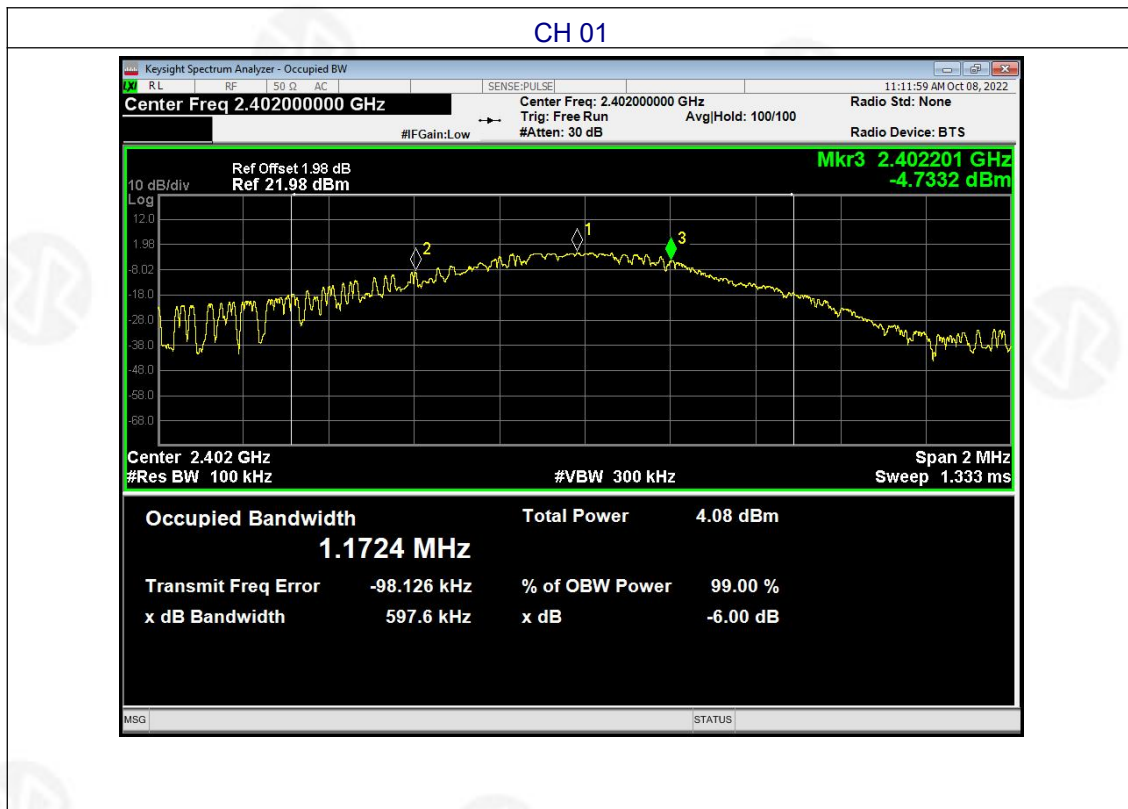 CH 01
Keysight Spectrum Analyzer - Occupied BW
LXI RL RF 50 Ω AC SENSE:PULSE 11:11:59 AM Oct 08, 2022
Center Freq 2.402000000 GHz Center Freq: 2.402000000 GHz Radio Std: None
Trig: Free Run Avg|Hold: 100/100
#IFGain:Low #Atten: 30 dB Radio Device: BTS
Mkr3 2.402201 GHz
-4.7332 dBm
Ref Offset 1.98 dB
10 dB/div Ref 21.98 dBm
Log
12.0
1.98
-8.02
-18.0
-28.0
-38.0
-48.0
-58.0
-68.0
1
2
3
Center 2.402 GHz Span 2 MHz
#Res BW 100 kHz #VBW 300 kHz Sweep 1.333 ms
Occupied Bandwidth Total Power 4.08 dBm
1.1724 MHz
Transmit Freq Error -98.126 kHz % of OBW Power 99.00 %
x dB Bandwidth 597.6 kHz x dB -6.00 dB
MSG STATUS